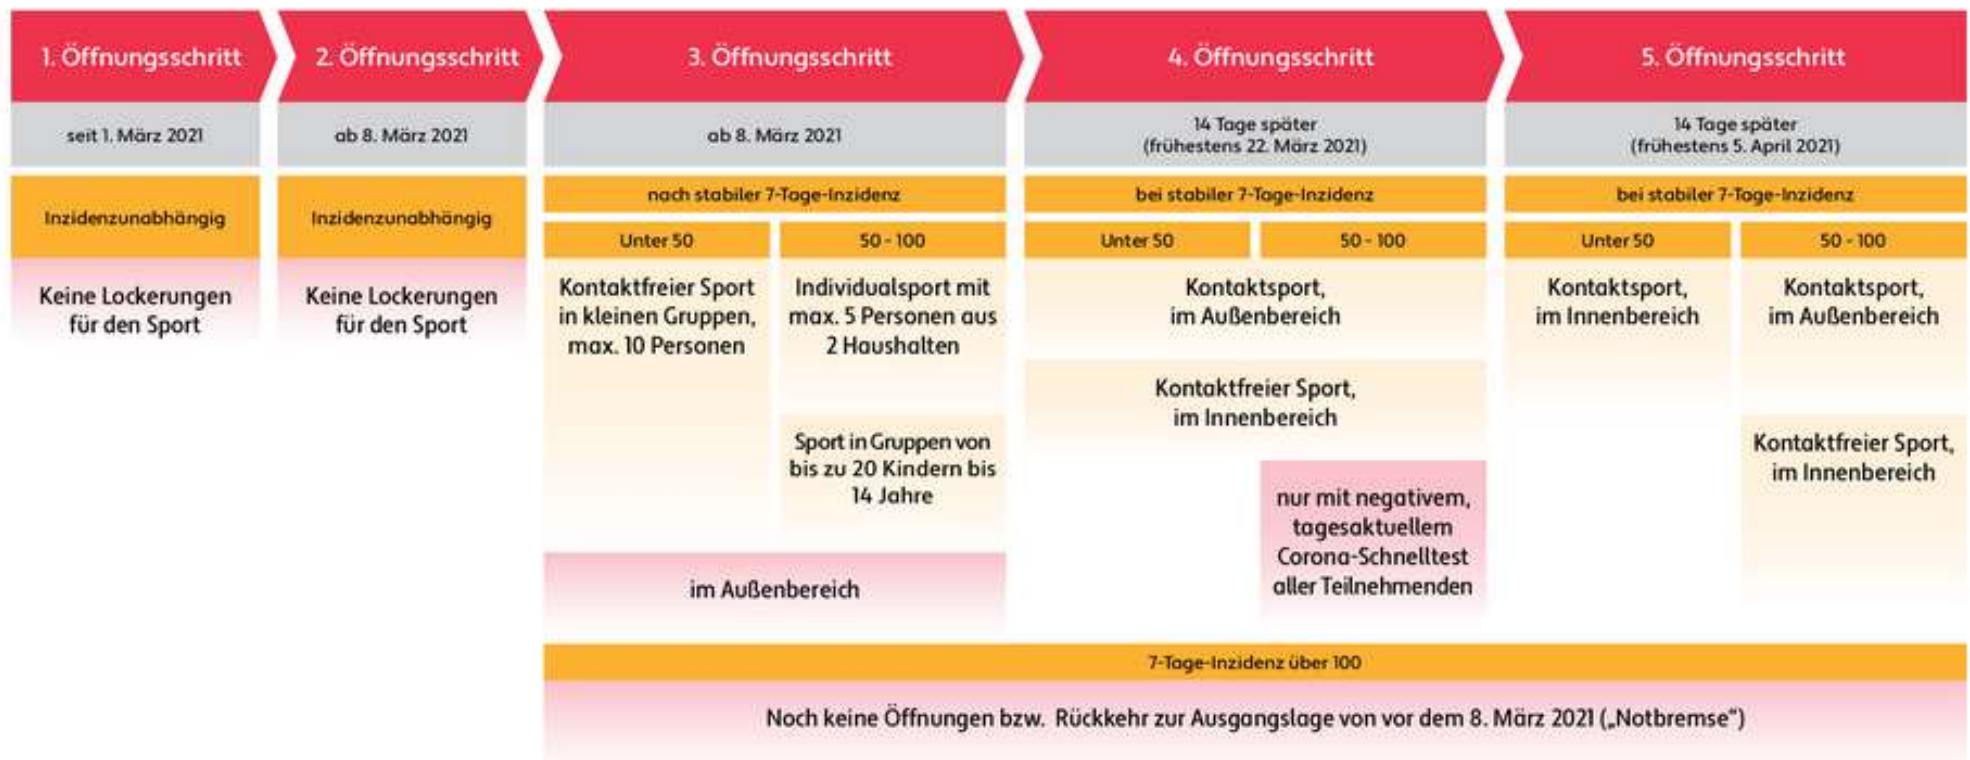 1. Öffnungsschritt
2. Öffnungsschritt
3. Öffnungsschritt
4. Öffnungsschritt
5. Öffnungsschritt
seit 1. März 2021
ab 8. März 2021
ab 8. März 2021
14 Tage später
(frühestens 22. März 2021)
14 Tage später
(frühestens 5. April 2021)
Inzidenzunabhängig
Inzidenzunabhängig
nach stabiler 7-Tage-Inzidenz
bei stabiler 7-Tage-Inzidenz
bei stabiler 7-Tage-Inzidenz
Unter 50
50 - 100
Unter 50
50 - 100
Unter 50
50 - 100
Keine Lockerungen
für den Sport
Keine Lockerungen
für den Sport
Kontaktfreier Sport
in kleinen Gruppen,
max. 10 Personen
Individualsport mit
max. 5 Personen aus
2 Haushalten
Sport in Gruppen von
bis zu 20 Kindern bis
14 Jahre
im Außenbereich
Kontaktsport,
im Außenbereich
Kontaktfreier Sport,
im Innenbereich
nur mit negativem,
tagesaktuellem
Corona-Schnelltest
aller Teilnehmenden
Kontaktsport,
im Innenbereich
Kontaktsport,
im Außenbereich
Kontaktfreier Sport,
im Innenbereich
7-Tage-Inzidenz über 100
Noch keine Öffnungen bzw. Rückkehr zur Ausgangslage von vor dem 8. März 2021 („Notbremse“)